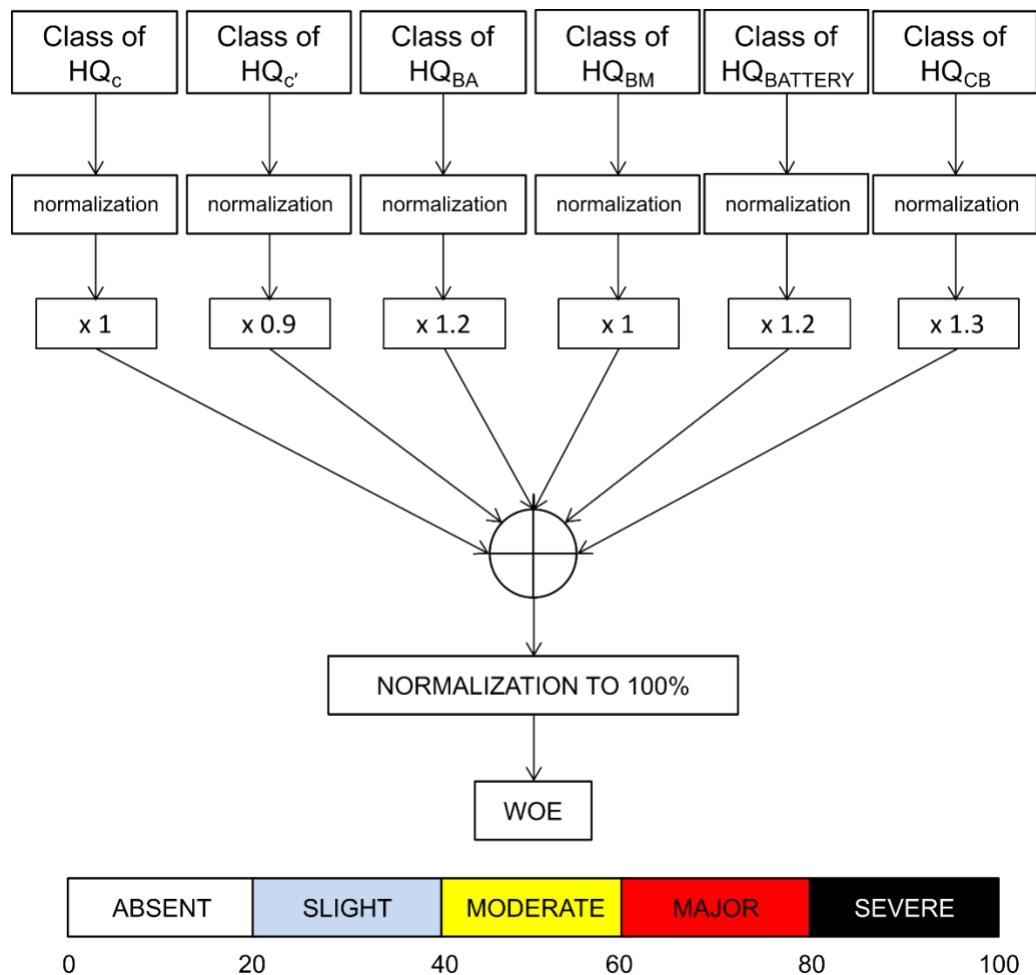 Class of HQc
Class of HQc'
Class of HQBA
Class of HQBM
Class of HQBATTERY
Class of HQCB
normalization
normalization
normalization
normalization
normalization
normalization
x 1
x 0.9
x 1.2
x 1
x 1.2
x 1.3
NORMALIZATION TO 100%
WOE
ABSENT
SLIGHT
MODERATE
MAJOR
SEVERE
0
20
40
60
80
100